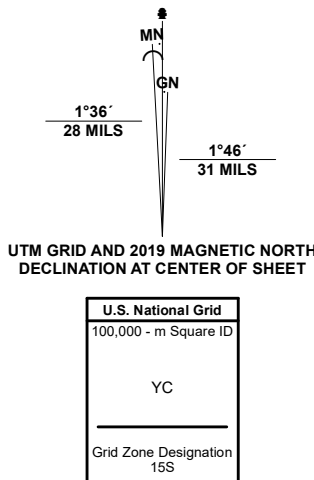 MN
GN
1°36´
28 MILS
1°46´
31 MILS
UTM GRID AND 2019 MAGNETIC NORTH
DECLINATION AT CENTER OF SHEET
U.S. National Grid
100,000 - m Square ID
YC
Grid Zone Designation
15S